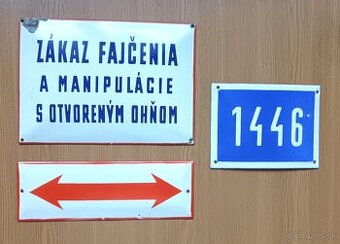 ZÁKAZ FAJČENIA
A MANIPULÁCIE
S OTVORENÝM OHŇOM
1446